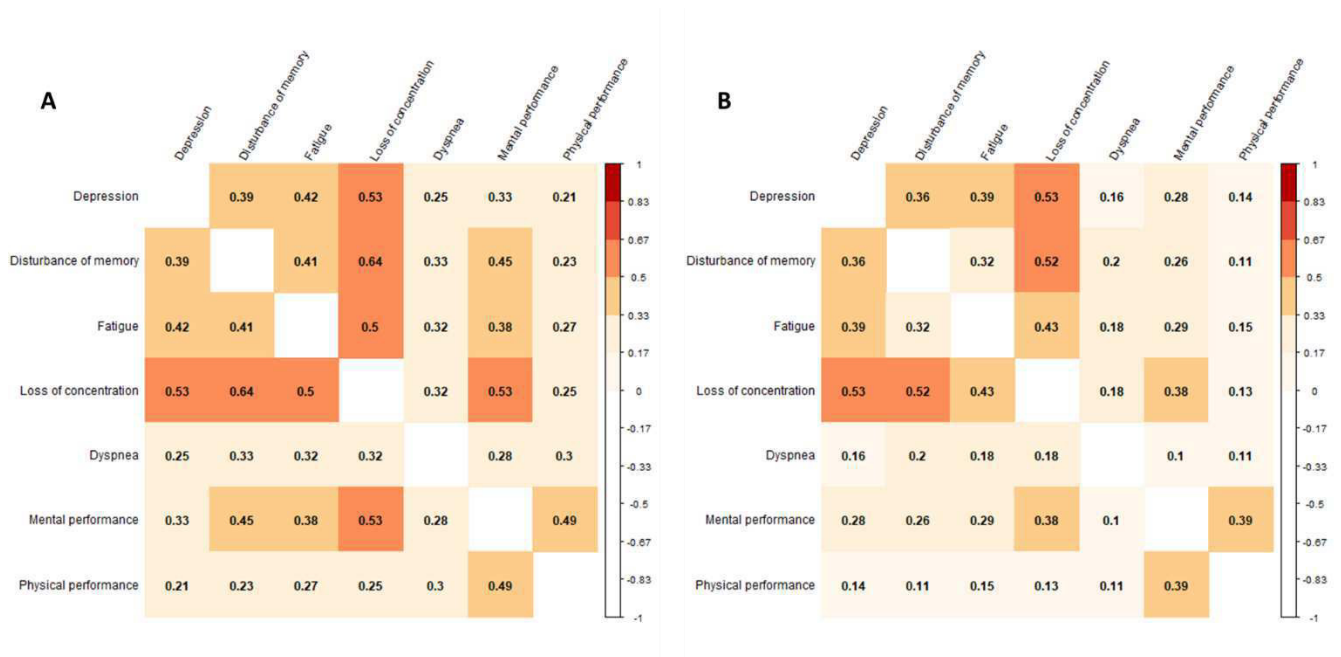 A
Depression
Disturbance of memory
Fatigue
Loss of concentration
Dyspnea
Mental performance
Physical performance
Depression 0.39 0.42 0.53 0.25 0.33 0.21
Disturbance of memory 0.39 0.41 0.64 0.33 0.45 0.23
Fatigue 0.42 0.41 0.5 0.32 0.38 0.27
Loss of concentration 0.53 0.64 0.5 0.32 0.53 0.25
Dyspnea 0.25 0.33 0.32 0.32 0.28 0.3
Mental performance 0.33 0.45 0.38 0.53 0.28 0.49
Physical performance 0.21 0.23 0.27 0.25 0.3 0.49
1
0.83
0.67
0.5
0.33
0.17
0
-0.17
-0.33
-0.5
-0.67
-0.83
-1
B
Depression
Disturbance of memory
Fatigue
Loss of concentration
Dyspnea
Mental performance
Physical performance
Depression 0.36 0.39 0.53 0.16 0.28 0.14
Disturbance of memory 0.36 0.32 0.52 0.2 0.26 0.11
Fatigue 0.39 0.32 0.43 0.18 0.29 0.15
Loss of concentration 0.53 0.52 0.43 0.18 0.38 0.13
Dyspnea 0.16 0.2 0.18 0.18 0.1 0.11
Mental performance 0.28 0.26 0.29 0.38 0.1 0.39
Physical performance 0.14 0.11 0.15 0.13 0.11 0.39
1
0.83
0.67
0.5
0.33
0.17
0
-0.17
-0.33
-0.5
-0.67
-0.83
-1